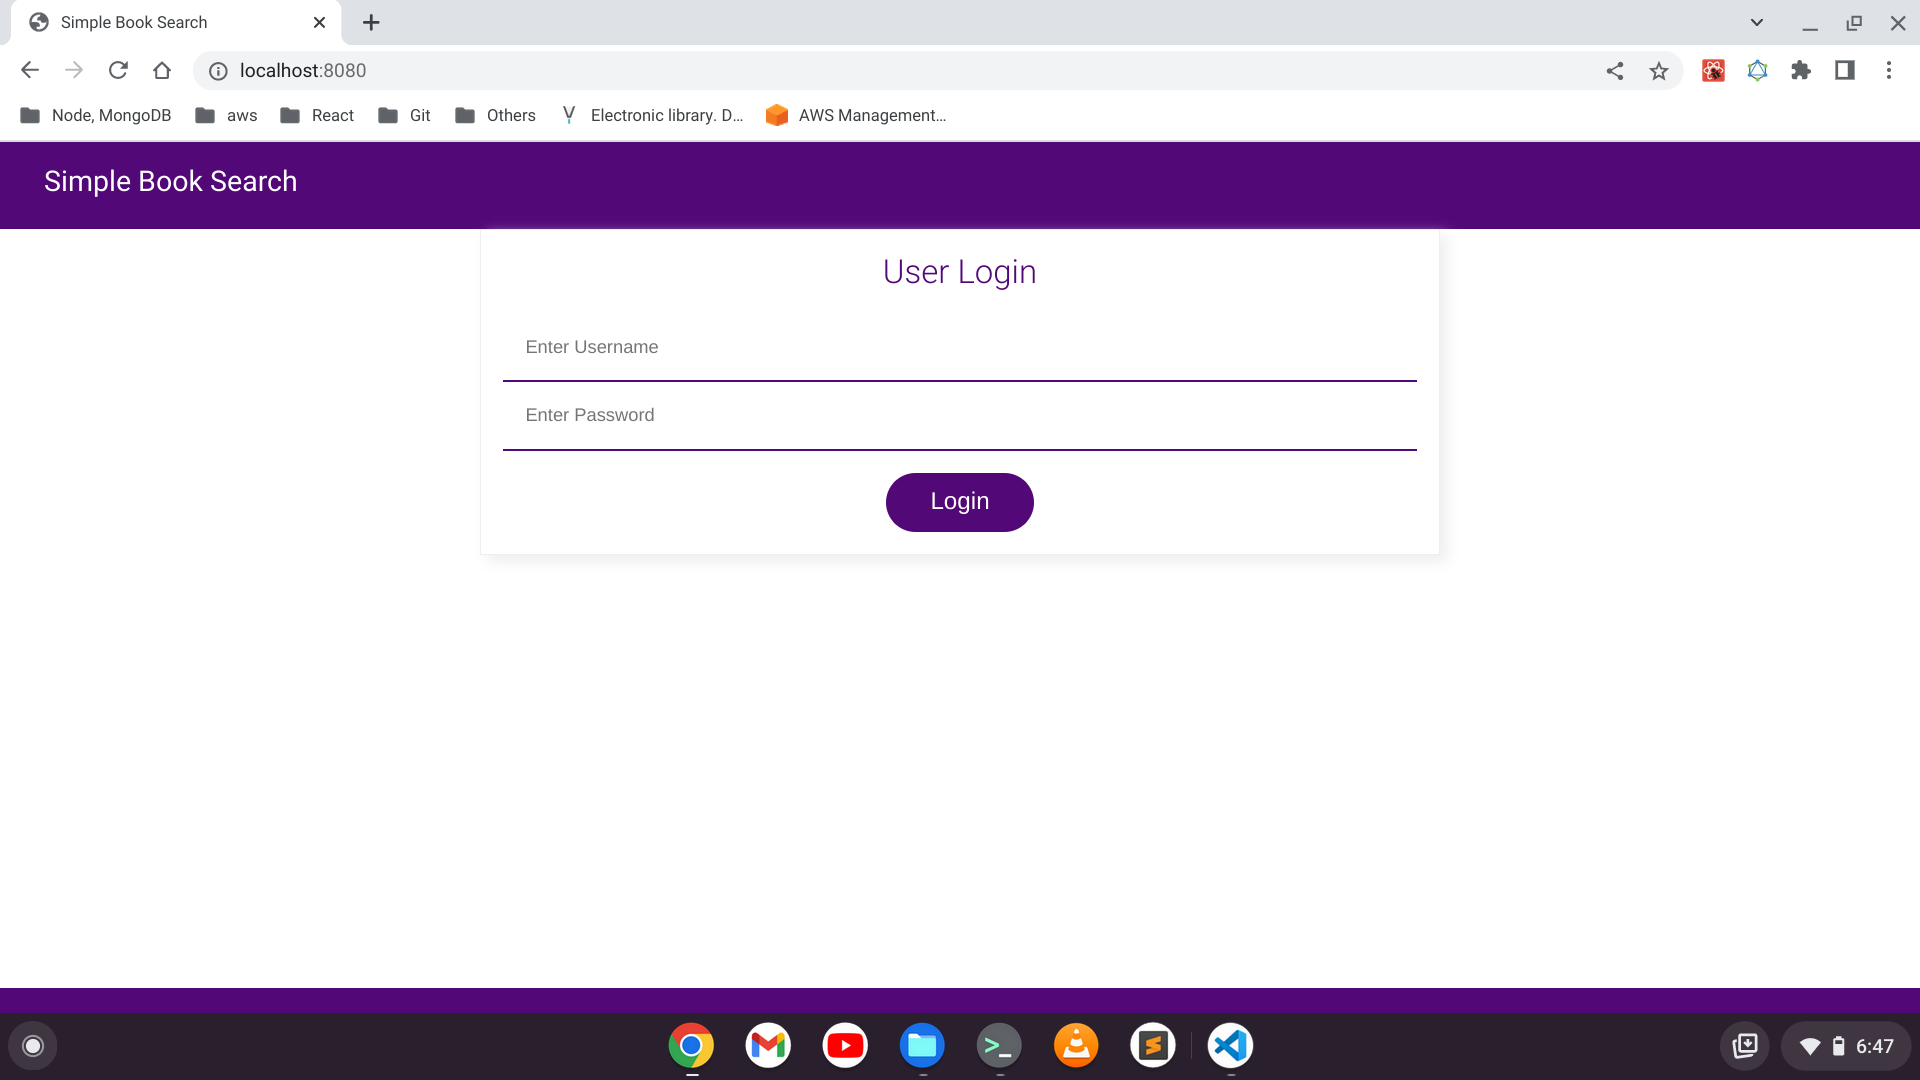 Simple Book Search
localhost:8080
Node, MongoDB aws React Git Others Electronic library. D... AWS Management...
Simple Book Search
User Login
Enter Username
Enter Password
Login
6:47